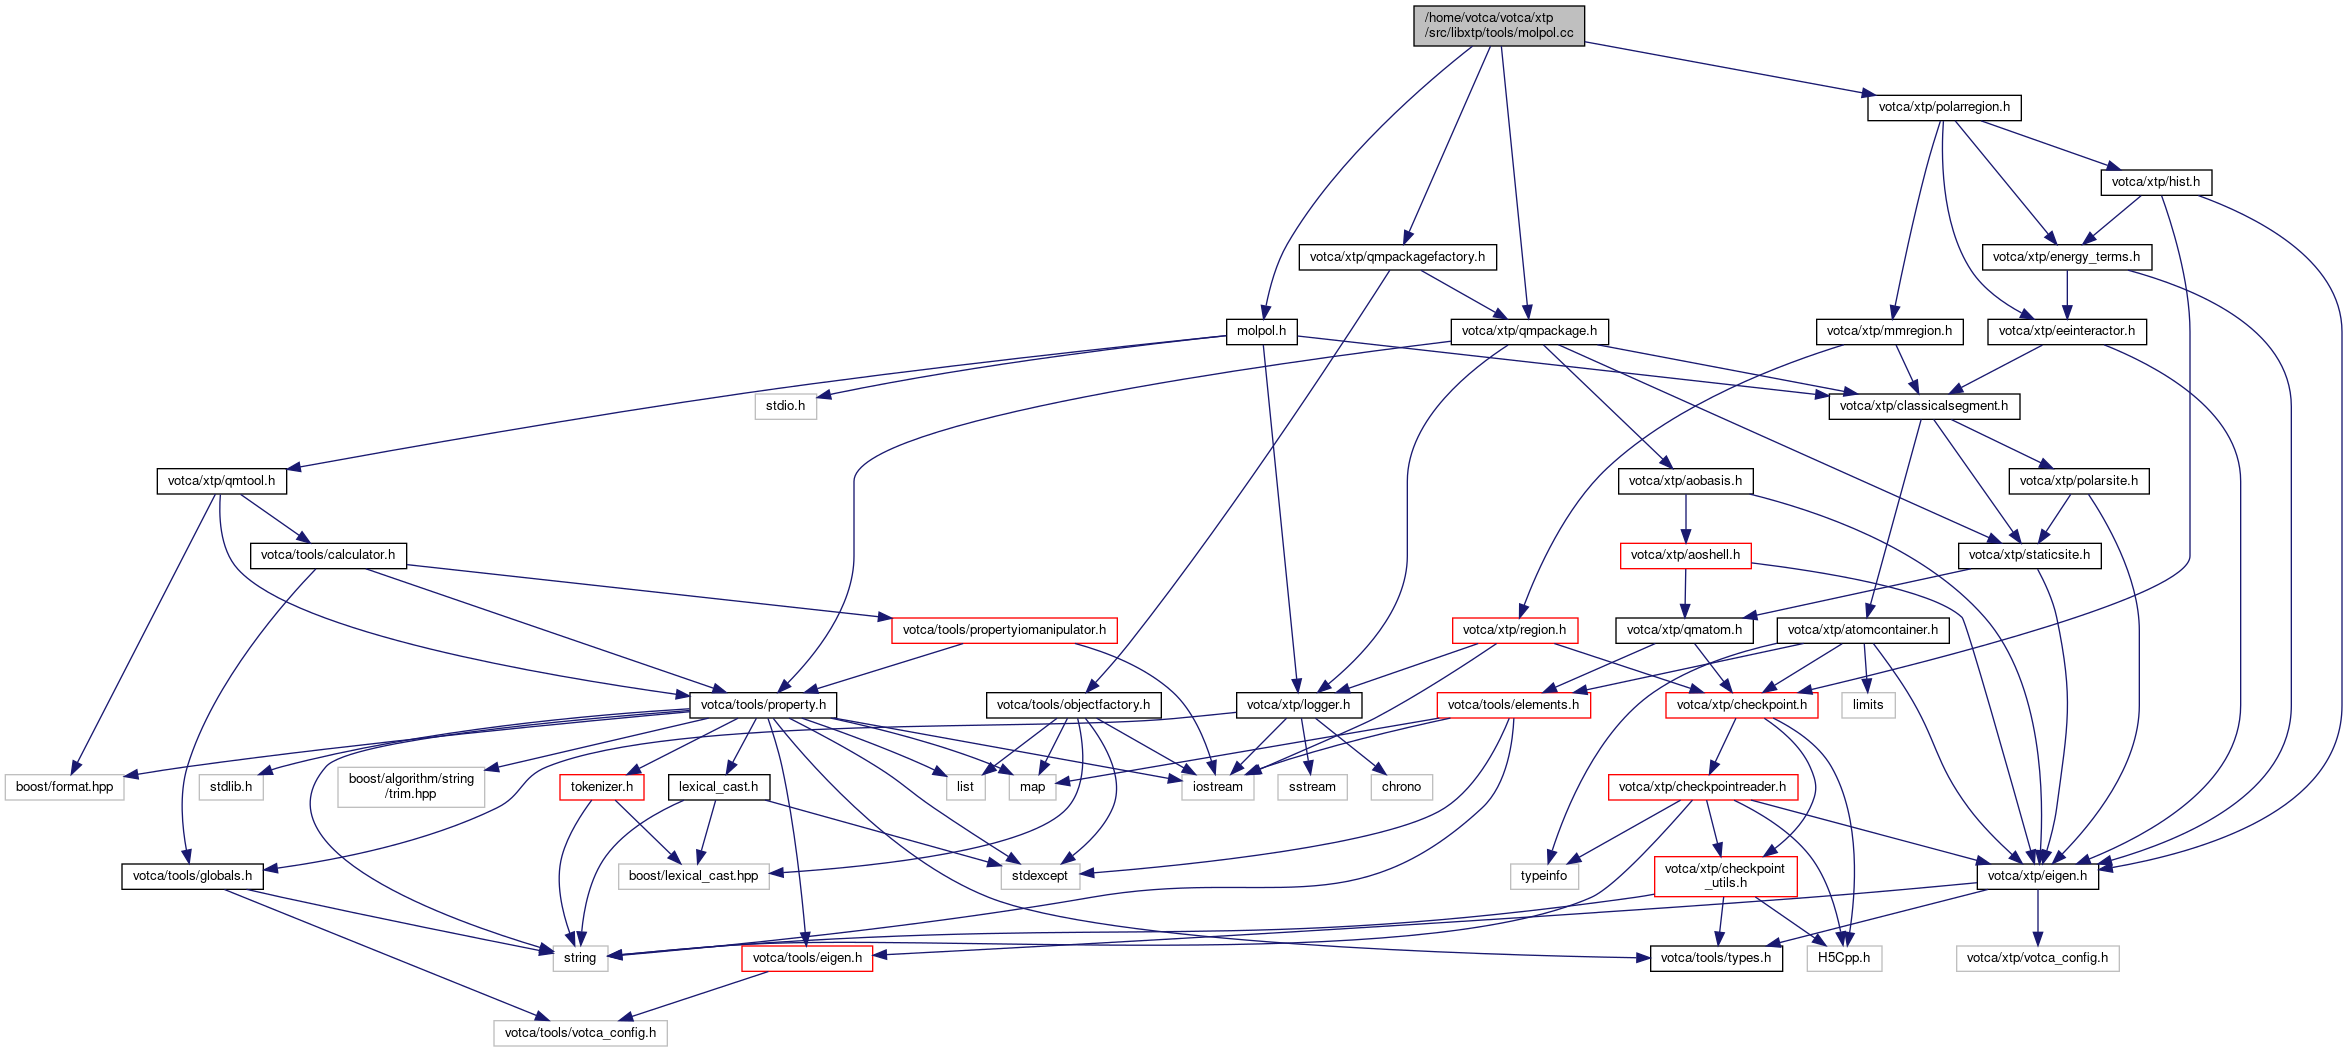 /home/votca/votca/xtp
/src/libxtp/tools/molpol.cc
votca/xtp/polarregion.h
votca/xtp/hist.h
votca/xtp/qmpackagefactory.h
votca/xtp/energy_terms.h
molpol.h
votca/xtp/qmpackage.h
votca/xtp/mmregion.h
votca/xtp/eeinteractor.h
stdio.h
votca/xtp/classicalsegment.h
votca/xtp/qmtool.h
votca/xtp/aobasis.h
votca/xtp/polarsite.h
votca/tools/calculator.h
votca/xtp/aoshell.h
votca/xtp/staticsite.h
votca/tools/propertyiomanipulator.h
votca/xtp/region.h
votca/xtp/qmatom.h
votca/xtp/atomcontainer.h
votca/tools/property.h
votca/tools/objectfactory.h
votca/xtp/logger.h
votca/tools/elements.h
votca/xtp/checkpoint.h
limits
boost/format.hpp
stdlib.h
boost/algorithm/string
/trim.hpp
tokenizer.h
lexical_cast.h
list
map
iostream
sstream
chrono
votca/xtp/checkpointreader.h
votca/tools/globals.h
boost/lexical_cast.hpp
stdexcept
typeinfo
votca/xtp/checkpoint
_utils.h
votca/xtp/eigen.h
string
votca/tools/eigen.h
votca/tools/types.h
H5Cpp.h
votca/xtp/votca_config.h
votca/tools/votca_config.h